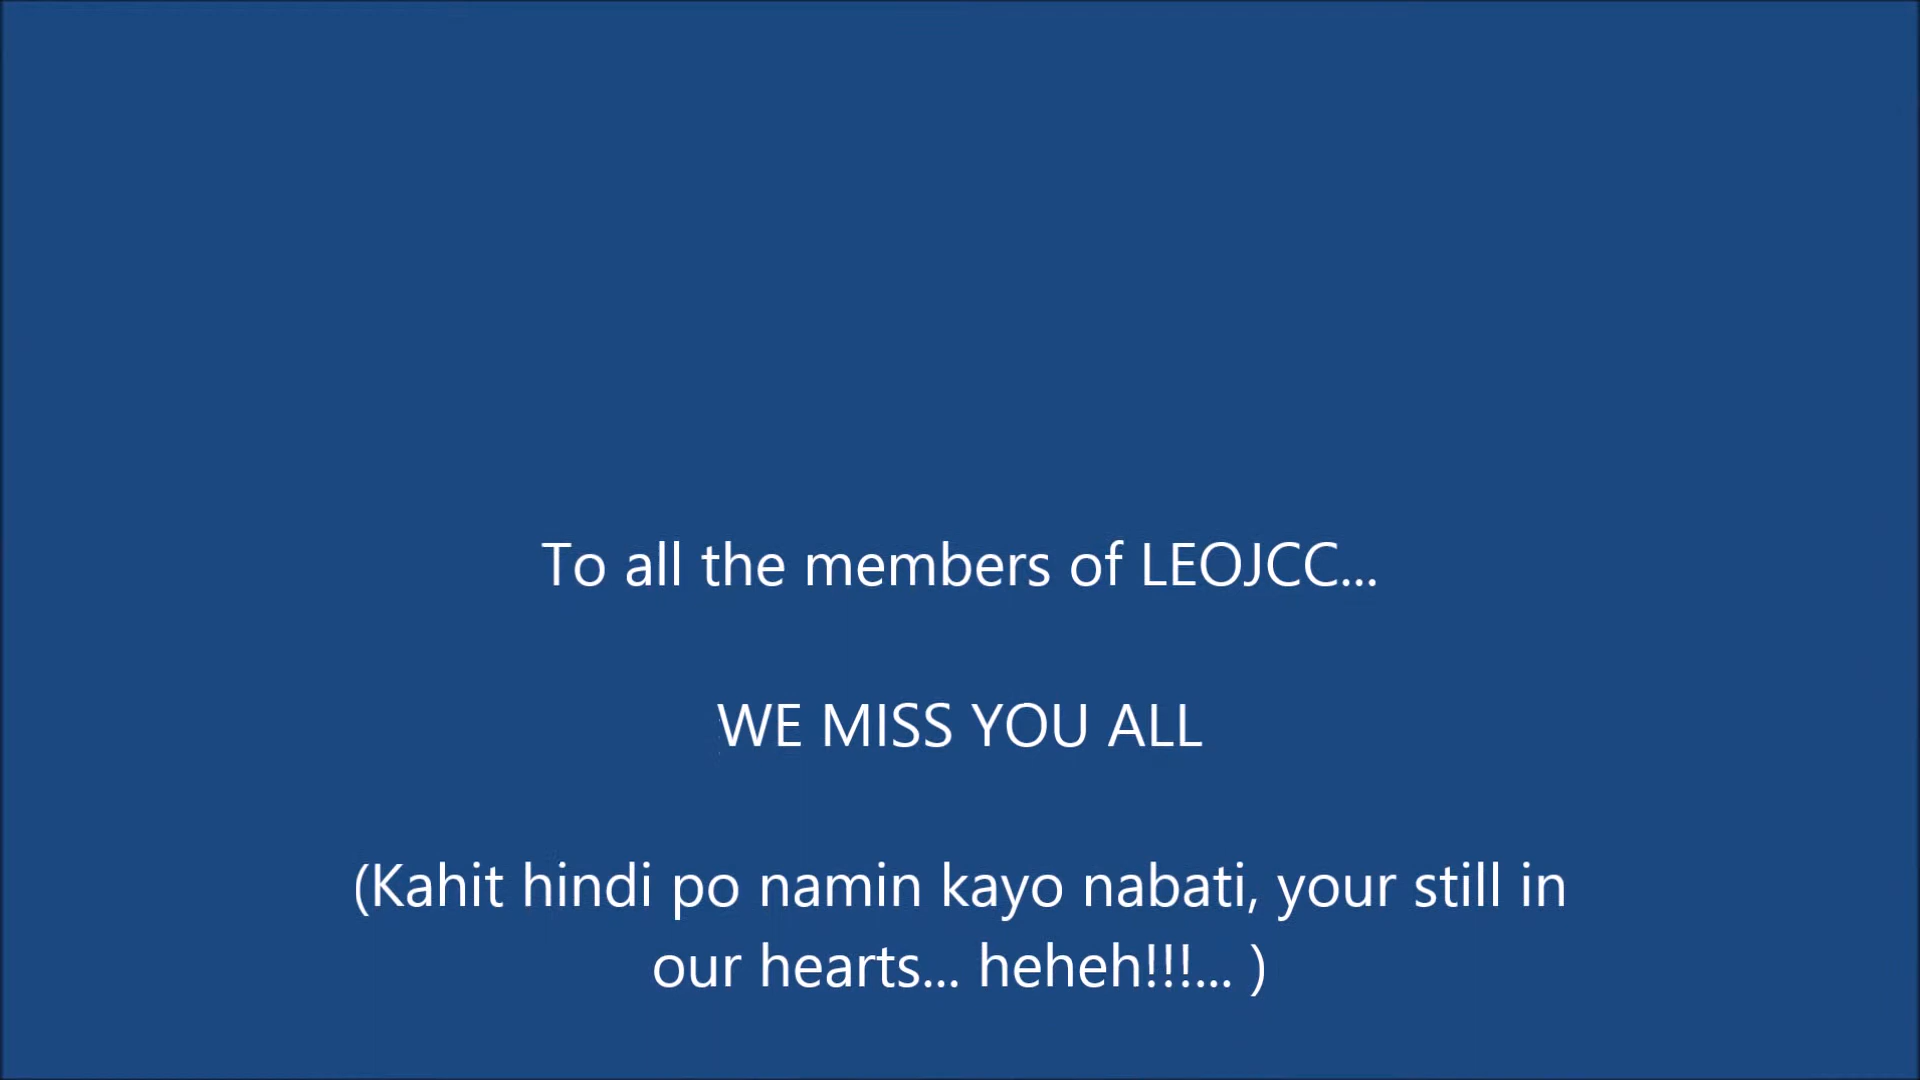 To all the members of LEOJCC...
WE MISS YOU ALL
(Kahit hindi po namin kayo nabati, your still in
our hearts... heheh!!!... )